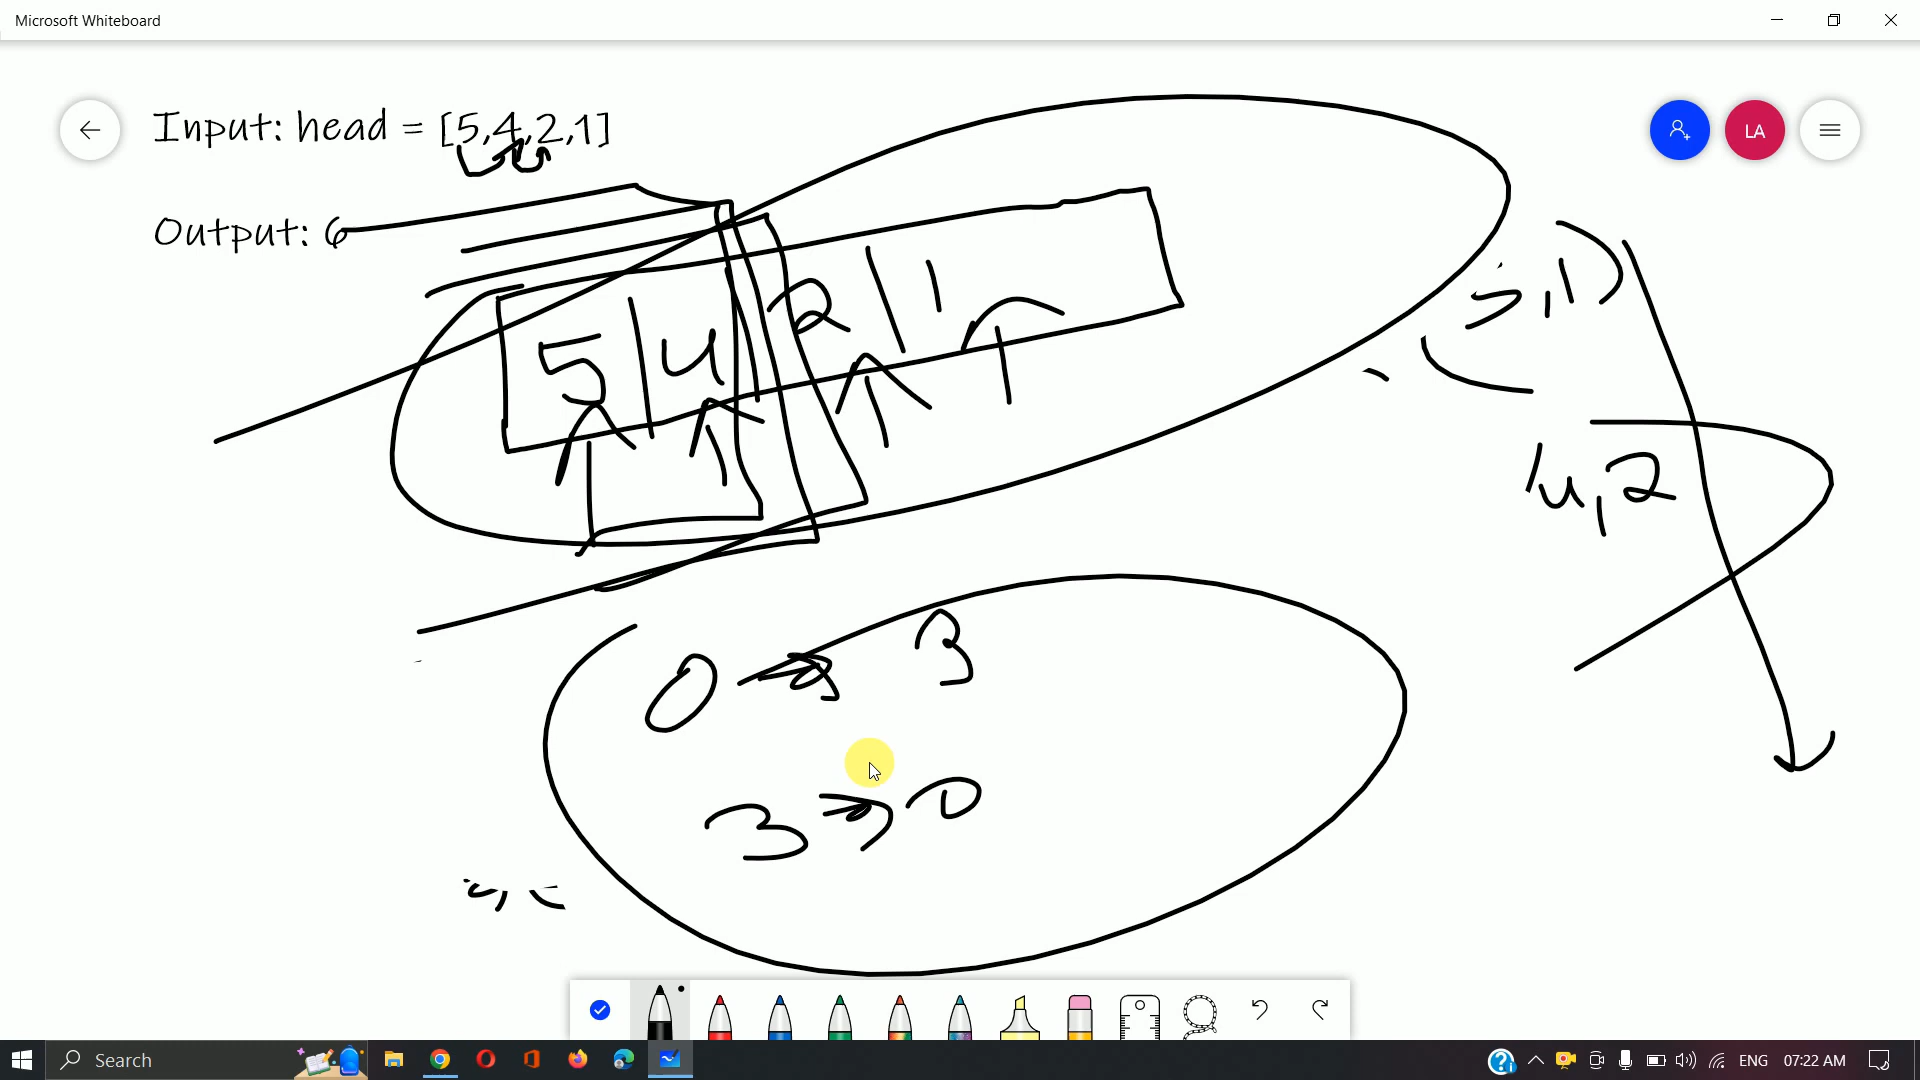 Microsoft Whiteboard
Input: head = [5,4,2,1]
LA
Output: 6
5 4 2 1
5,1)
4,2
0 → 3
3 → 0
Search
ENG 07:22 AM